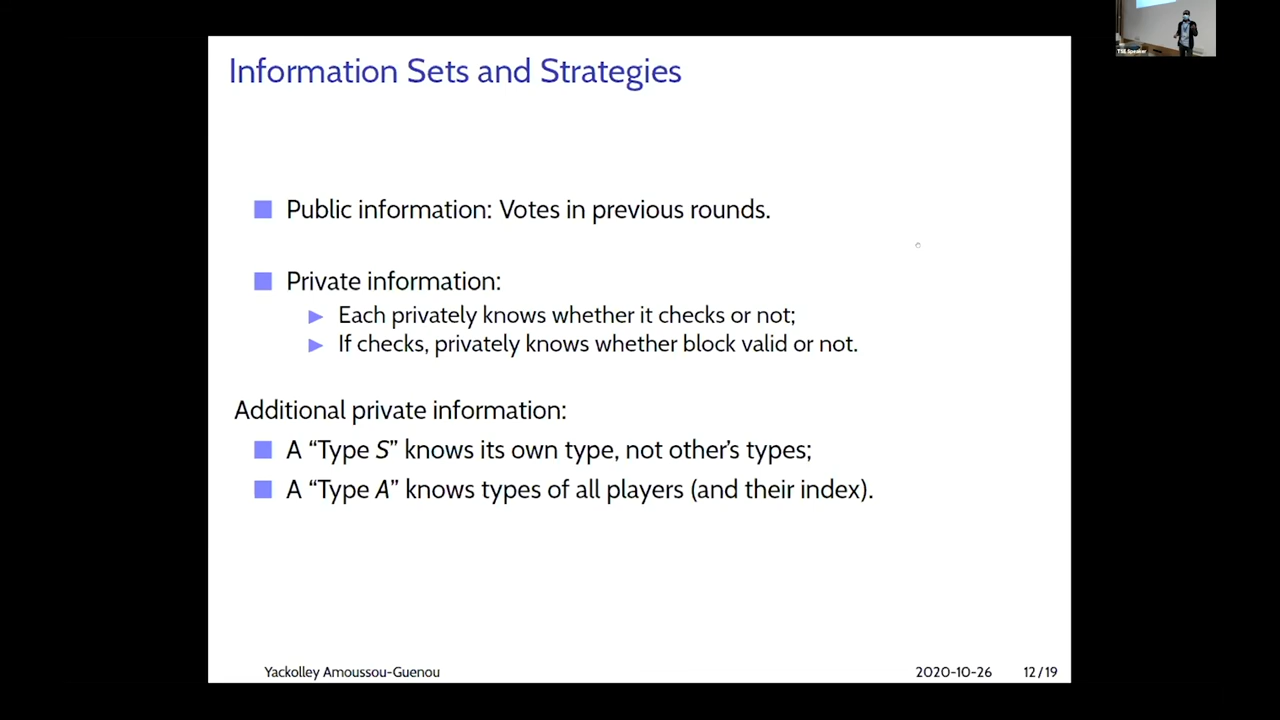 TSE Speaker
Information Sets and Strategies
Public information: Votes in previous rounds.
Private information:
Each privately knows whether it checks or not;
If checks, privately knows whether block valid or not.
Additional private information:
A “Type S” knows its own type, not other’s types;
A “Type A” knows types of all players (and their index).
Yackolley Amoussou-Guenou
2020-10-26
12/19